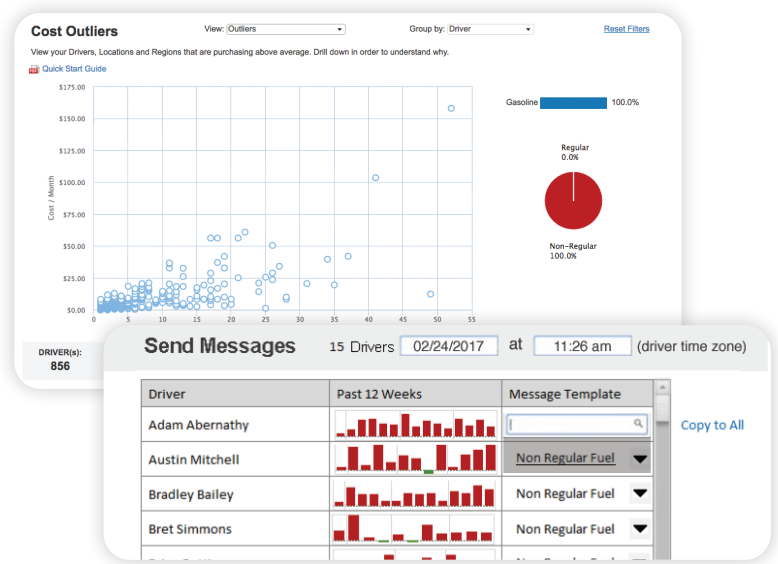 Cost Outliers
View: Outliers
Group by: Driver
Reset Filters
View your Drivers, Locations and Regions that are purchasing above average. Drill down in order to understand why.
Quick Start Guide
$175.00
$150.00
$125.00
$100.00
$75.00
$50.00
$25.00
$0.00
Cost / Month
0 5 10 15 20 25 30 35 40 45 50 55
Gasoline 100.0%
Regular
0.0%
Non-Regular
100.0%
DRIVER(s):
856
Send Messages 15 Drivers 02/24/2017 at 11:26 am (driver time zone)
Driver Past 12 Weeks Message Template
Adam Abernathy
Copy to All
Austin Mitchell Non Regular Fuel
Bradley Bailey Non Regular Fuel
Bret Simmons Non Regular Fuel